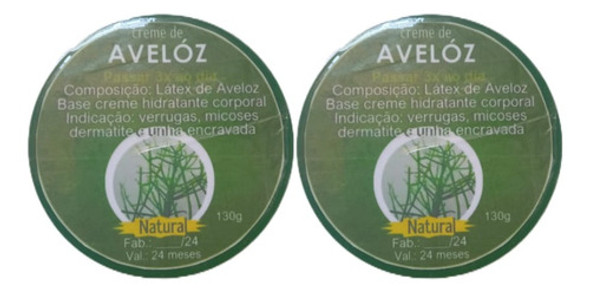 creme de
AVELÓZ
Passar 3x ao dia
Composição: Látex de Aveloz
Base creme hidratante corporal
Indicação: verrugas, micoses
dermatite e unha encravada
Natural
130g
Fab.: ____/24
Val.: 24 meses
creme de
AVELÓZ
Passar 3x ao dia
Composição: Látex de Aveloz
Base creme hidratante corporal
Indicação: verrugas, micoses
dermatite e unha encravada
Natural
130g
Fab.: ____/24
Val.: 24 meses